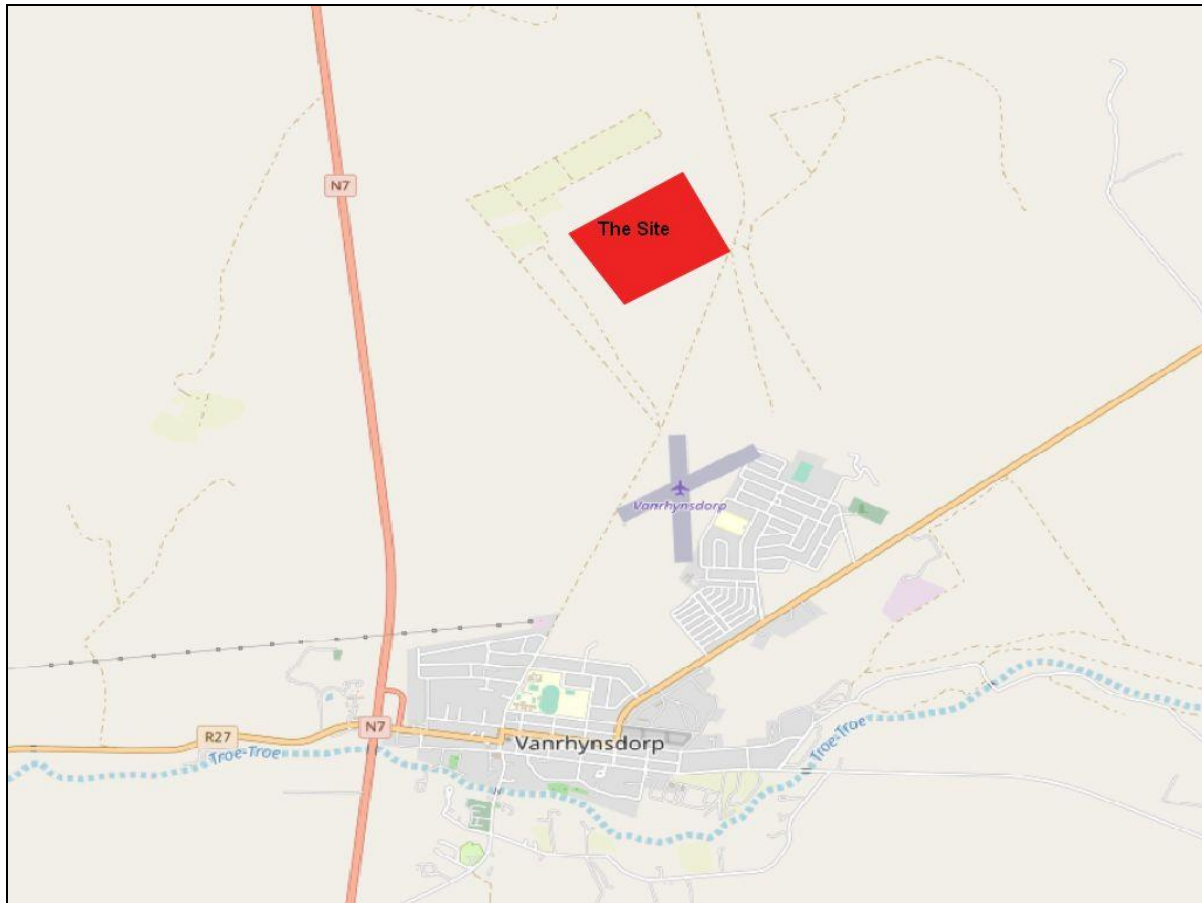 N7
The Site
Vanrhynsdorp
N7
R27
Troe-Troe
Vanrhynsdorp
Troe-Troe